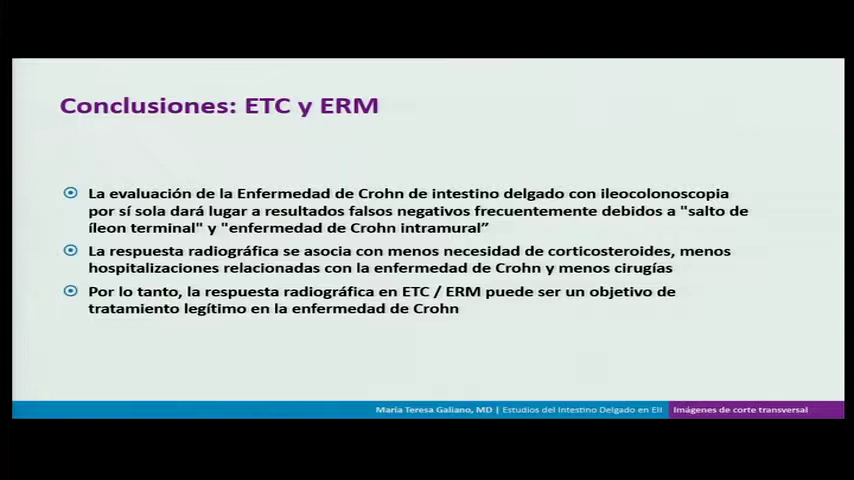 Conclusiones: ETC y ERM
La evaluación de la Enfermedad de Crohn de intestino delgado con ileocolonoscopia
por sí sola dará lugar a resultados falsos negativos frecuentemente debidos a "salto de
íleon terminal" y "enfermedad de Crohn intramural”
La respuesta radiográfica se asocia con menos necesidad de corticosteroides, menos
hospitalizaciones relacionadas con la enfermedad de Crohn y menos cirugías
Por lo tanto, la respuesta radiográfica en ETC / ERM puede ser un objetivo de
tratamiento legítimo en la enfermedad de Crohn
Maria Teresa Galiano, MD | Estudios del Intestino Delgado en EII Imágenes de corte transversal